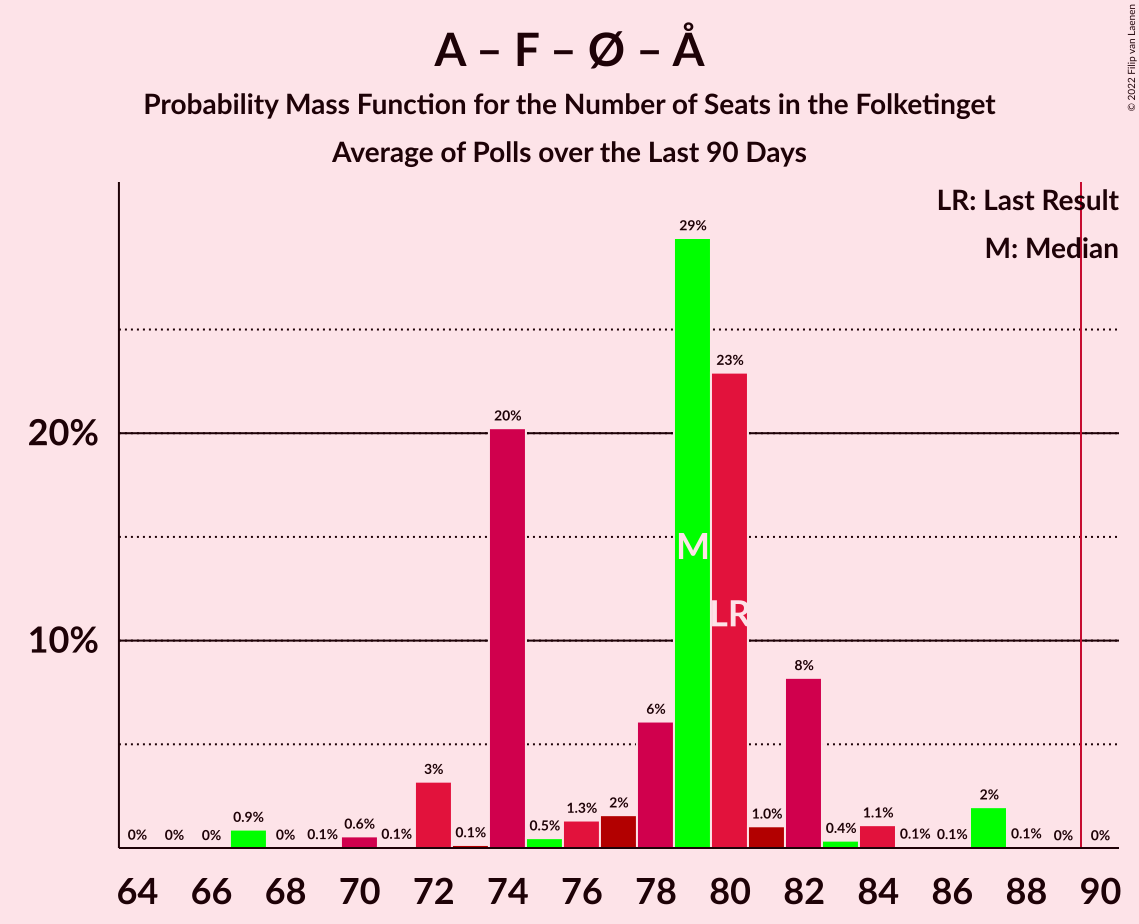 A – F – Ø – Å
Probability Mass Function for the Number of Seats in the Folketinget
Average of Polls over the Last 90 Days
© 2022 Filip van Laenen
LR: Last Result
M: Median
20%
10%
0% 0% 0% 0.9% 0% 0.1% 0.6% 0.1% 3% 0.1% 20% 0.5% 1.3% 2% 6% 29% 23% 1.0% 8% 0.4% 1.1% 0.1% 0.1% 2% 0.1% 0% 0%
M
LR
64 66 68 70 72 74 76 78 80 82 84 86 88 90